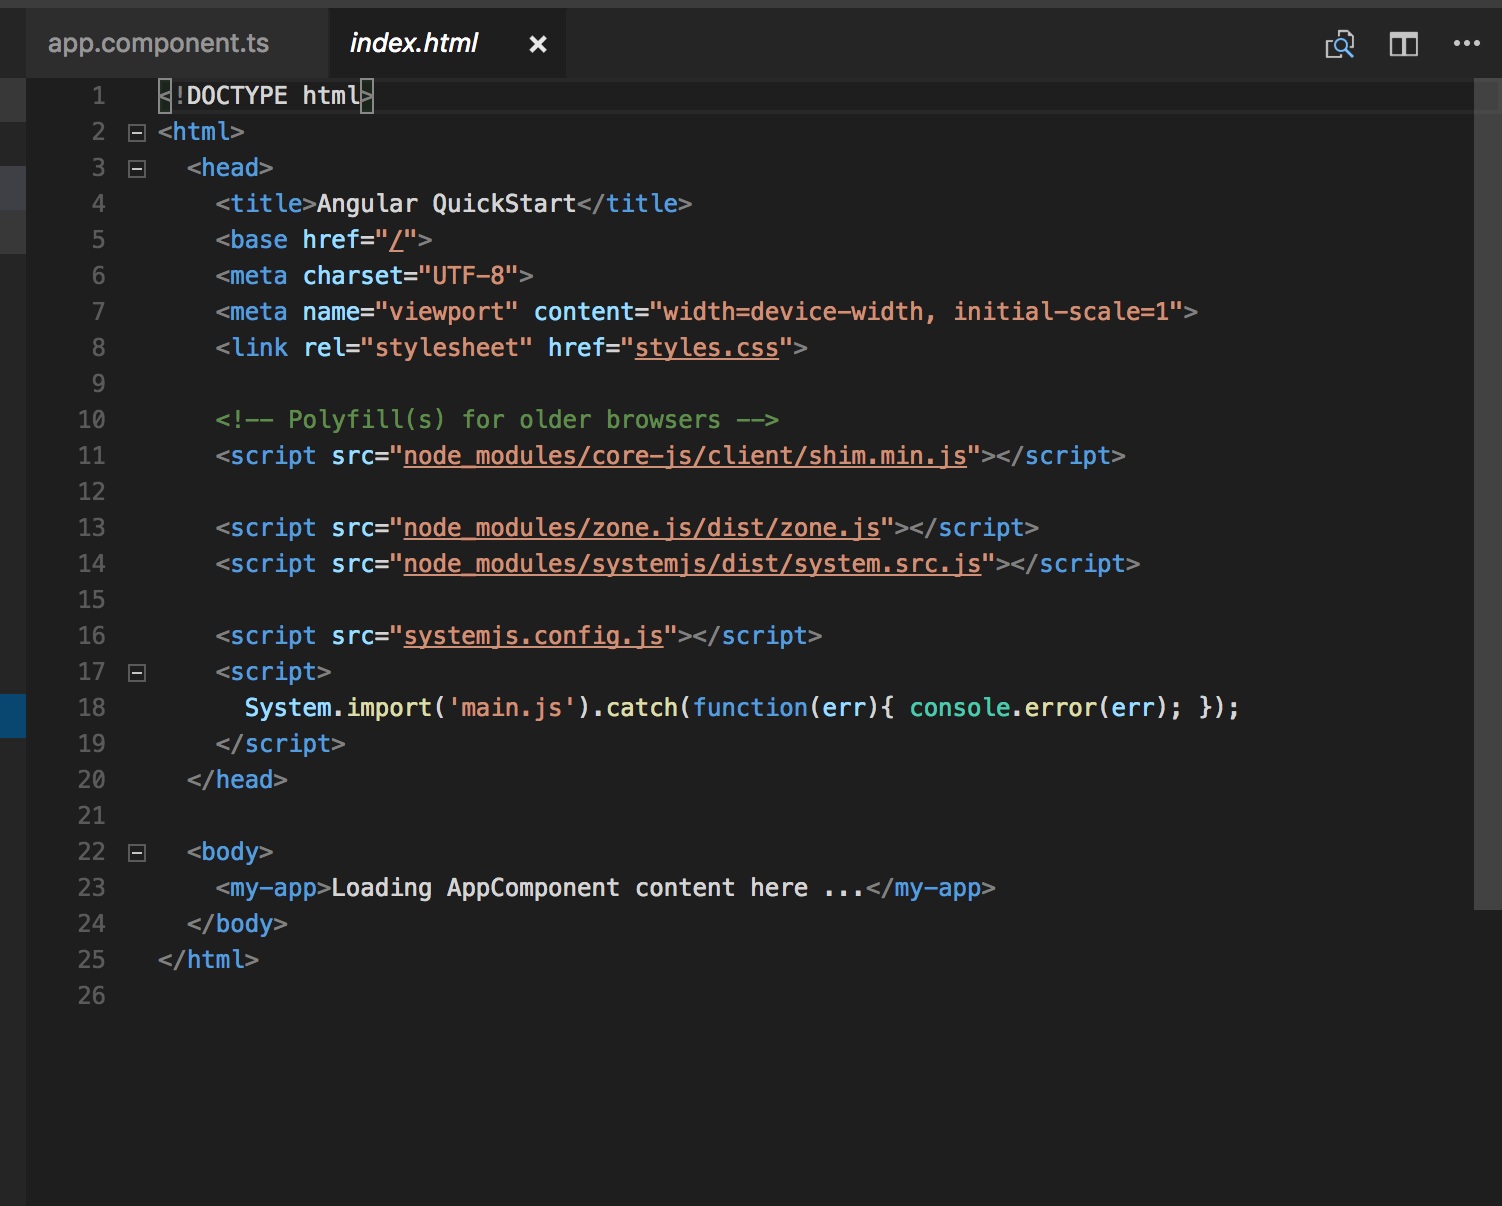 app.component.ts index.html
1 <!DOCTYPE html>
2 <html>
3   <head>
4     <title>Angular QuickStart</title>
5     <base href="/">
6     <meta charset="UTF-8">
7     <meta name="viewport" content="width=device-width, initial-scale=1">
8     <link rel="stylesheet" href="styles.css">
9
10     <!-- Polyfill(s) for older browsers -->
11     <script src="node_modules/core-js/client/shim.min.js"></script>
12
13     <script src="node_modules/zone.js/dist/zone.js"></script>
14     <script src="node_modules/systemjs/dist/system.src.js"></script>
15
16     <script src="systemjs.config.js"></script>
17     <script>
18       System.import('main.js').catch(function(err){ console.error(err); });
19     </script>
20   </head>
21
22   <body>
23     <my-app>Loading AppComponent content here ...</my-app>
24   </body>
25 </html>
26